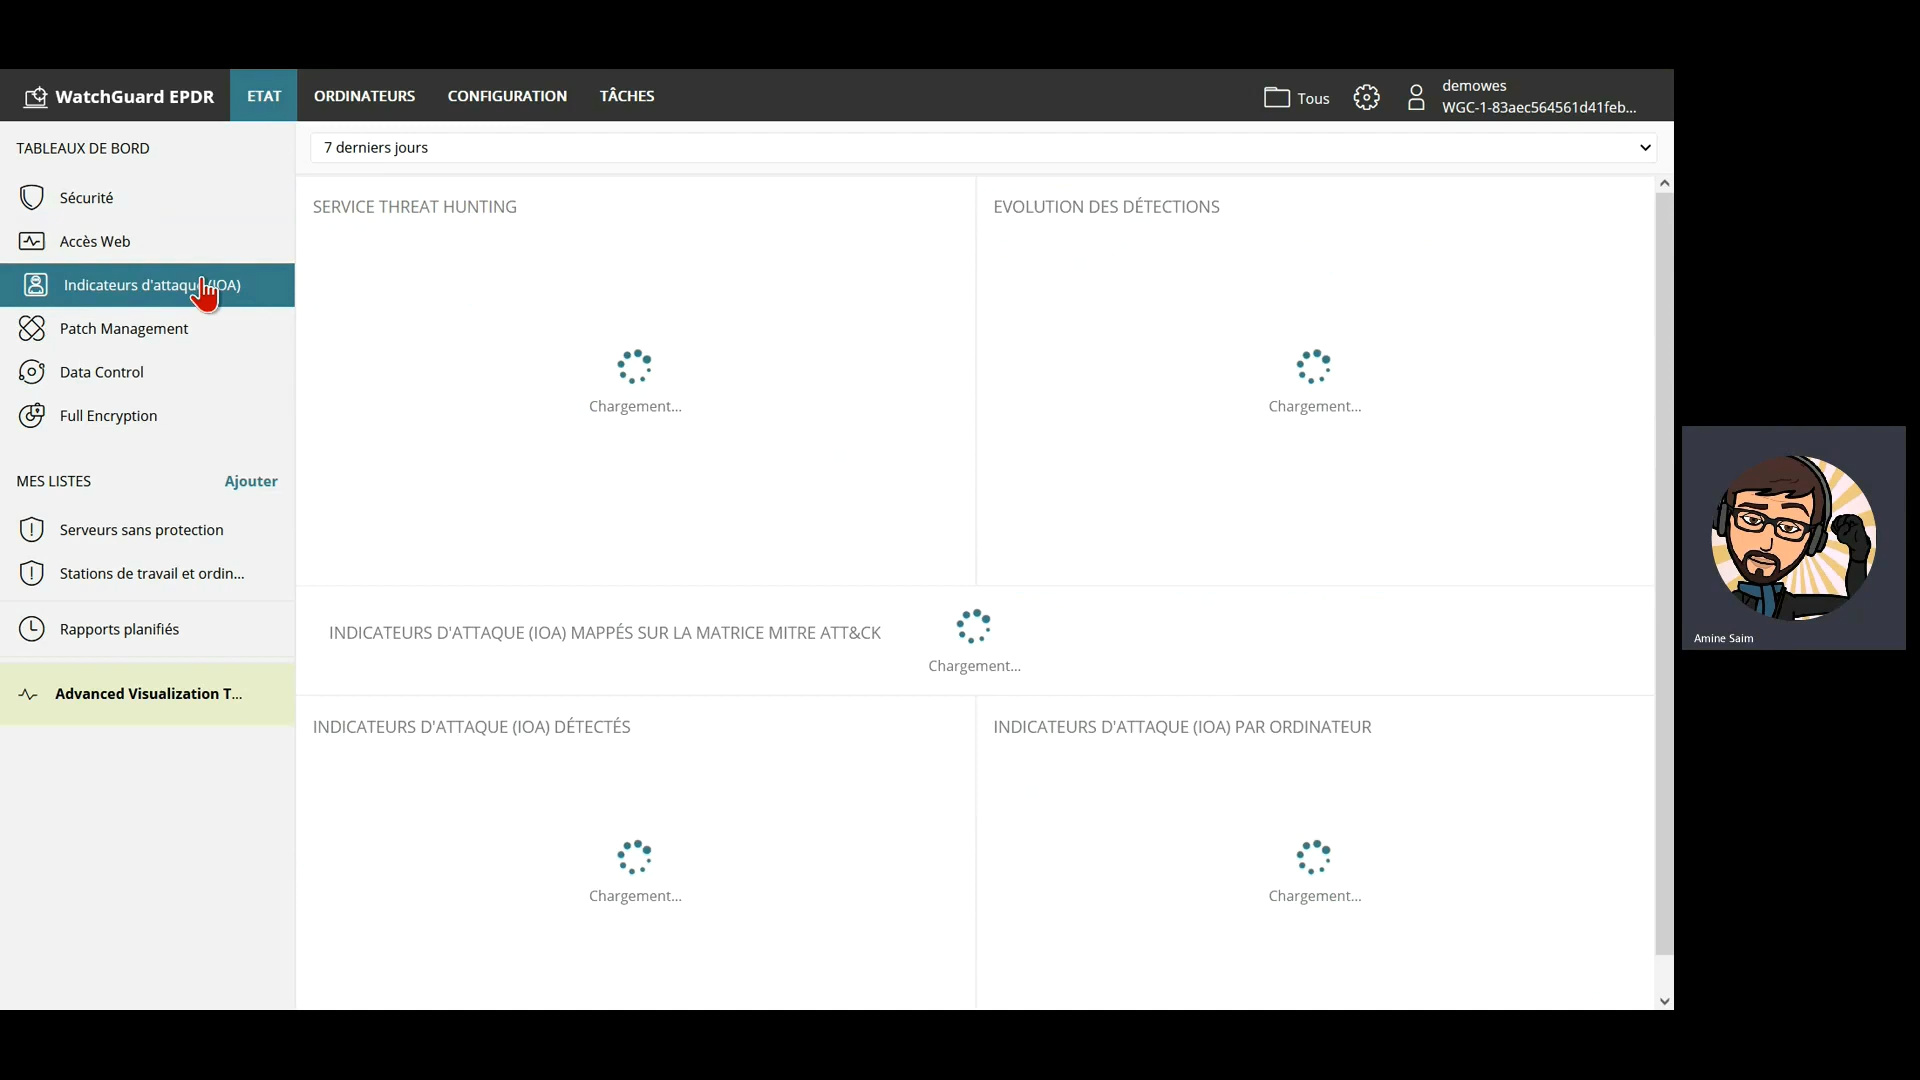 WatchGuard EPDR
ETAT
ORDINATEURS
CONFIGURATION
TÂCHES
Tous
demowes
WGC-1-83aec564561d41feb...
TABLEAUX DE BORD
Sécurité
Accès Web
Indicateurs d'attaque (IOA)
Patch Management
Data Control
Full Encryption
MES LISTES
Ajouter
Serveurs sans protection
Stations de travail et ordin...
Rapports planifiés
Advanced Visualization T...
7 derniers jours
SERVICE THREAT HUNTING
Chargement...
EVOLUTION DES DÉTECTIONS
Chargement...
INDICATEURS D'ATTAQUE (IOA) MAPPÉS SUR LA MATRICE MITRE ATT&CK
Chargement...
INDICATEURS D'ATTAQUE (IOA) DÉTECTÉS
Chargement...
INDICATEURS D'ATTAQUE (IOA) PAR ORDINATEUR
Chargement...
Amine Saim